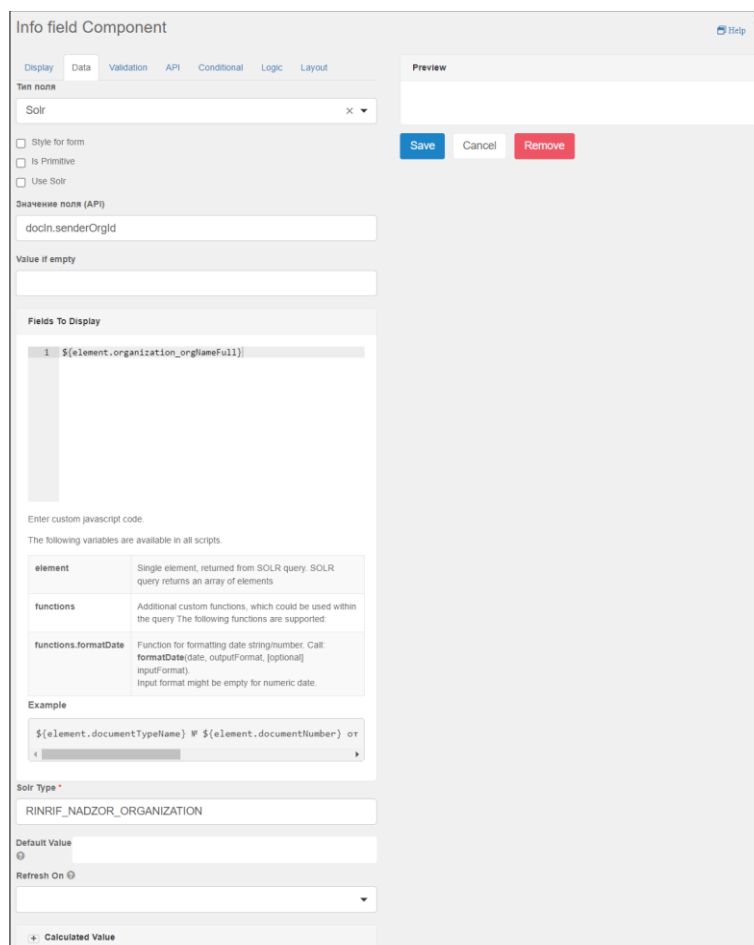 Info field Component
Help
Display Data Validation API Conditional Logic Layout
Тип поля
Solr
Style for form
Is Primitive
Use Solr
Значение поля (API)
docIn.senderOrgId
Value if empty
Fields To Display
1 ${element.organization_orgNameFull}
Enter custom javascript code.
The following variables are available in all scripts.
element Single element, returned from SOLR query. SOLR
query returns an array of elements
functions Additional custom functions, which could be used within
the query The following functions are supported:
functions.formatDate Function for formatting date string/number. Call:
formatDate(date, outputFormat, [optional]
inputFormat).
Input format might be empty for numeric date.
Example
${element.documentTypeName} № ${element.documentNumber} от
Solr Type *
RINRIF_NADZOR_ORGANIZATION
Default Value
Refresh On
Calculated Value
Preview
Save Cancel Remove